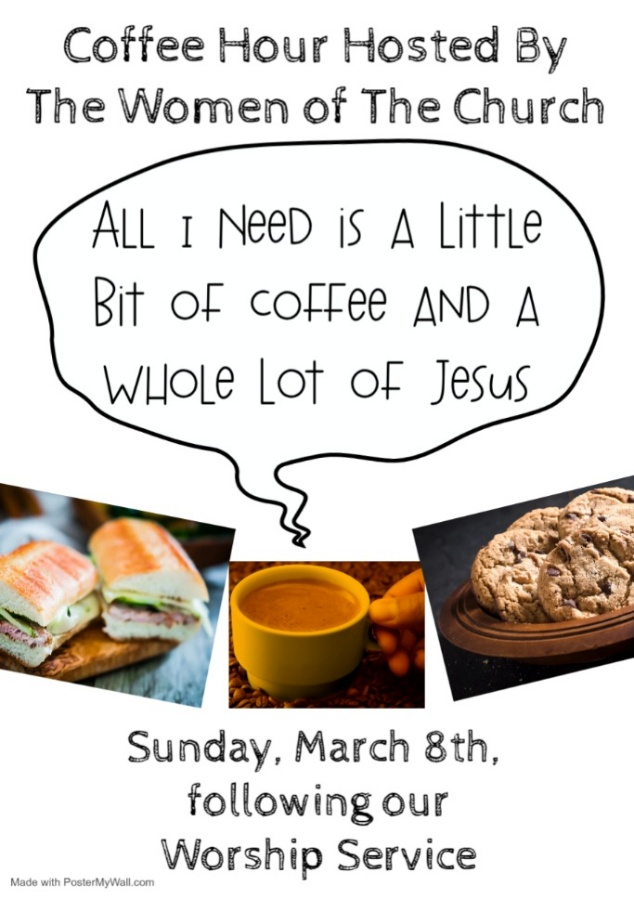 Coffee Hour Hosted By
The Women of The Church
ALL I NEED IS A LITTLE
BIT OF COFFEE AND A
WHOLE LOT OF JESUS
Sunday, March 8th,
following our
Worship Service
Made with PosterMyWall.com